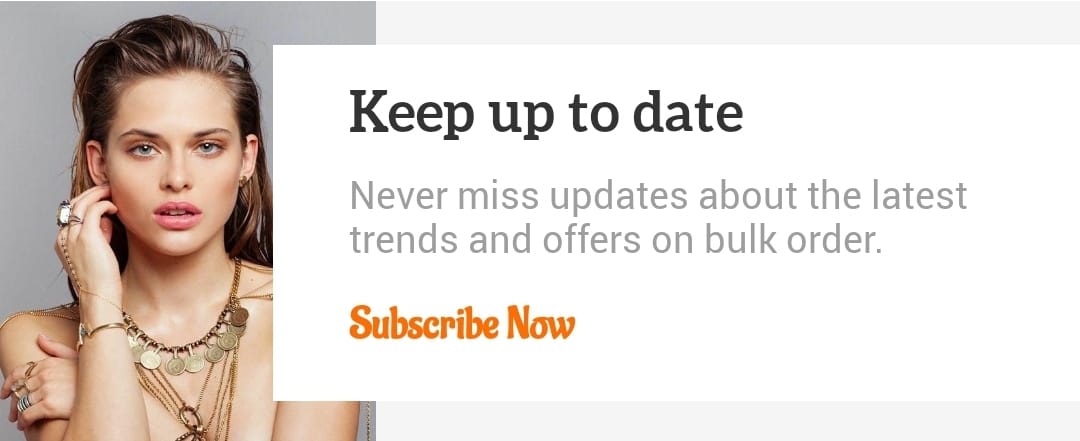 Keep up to date
Never miss updates about the latest
trends and offers on bulk order.
Subscribe Now